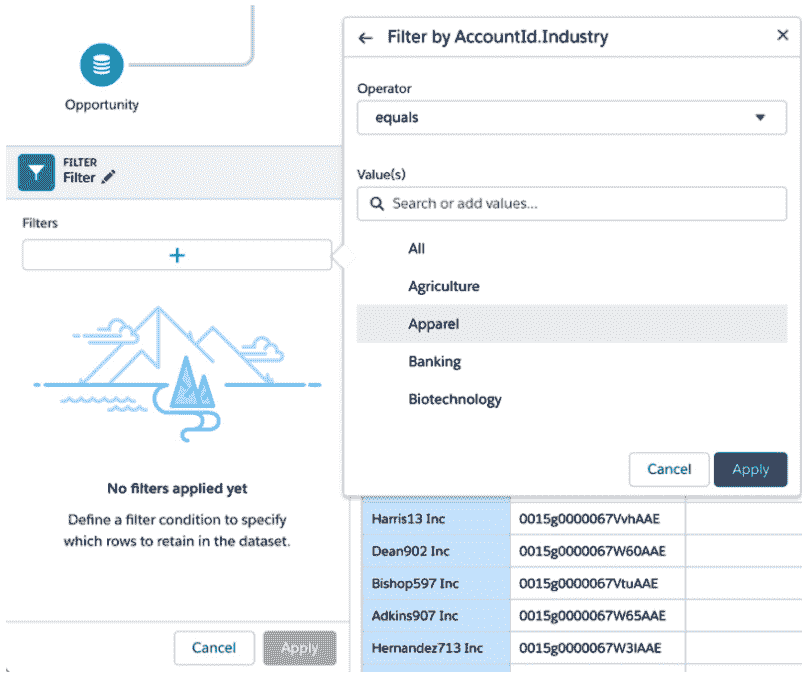 Opportunity
FILTER
Filter
Filters
+
No filters applied yet
Define a filter condition to specify
which rows to retain in the dataset.
Cancel
Apply
Filter by AccountId.Industry
Operator
equals
Value(s)
Search or add values...
All
Agriculture
Apparel
Banking
Biotechnology
Cancel
Apply
Harris13 Inc 0015g0000067VvhAAE
Dean902 Inc 0015g0000067W60AAE
Bishop597 Inc 0015g0000067VtuAAE
Adkins907 Inc 0015g0000067W65AAE
Hernandez713 Inc 0015g0000067W3IAAE